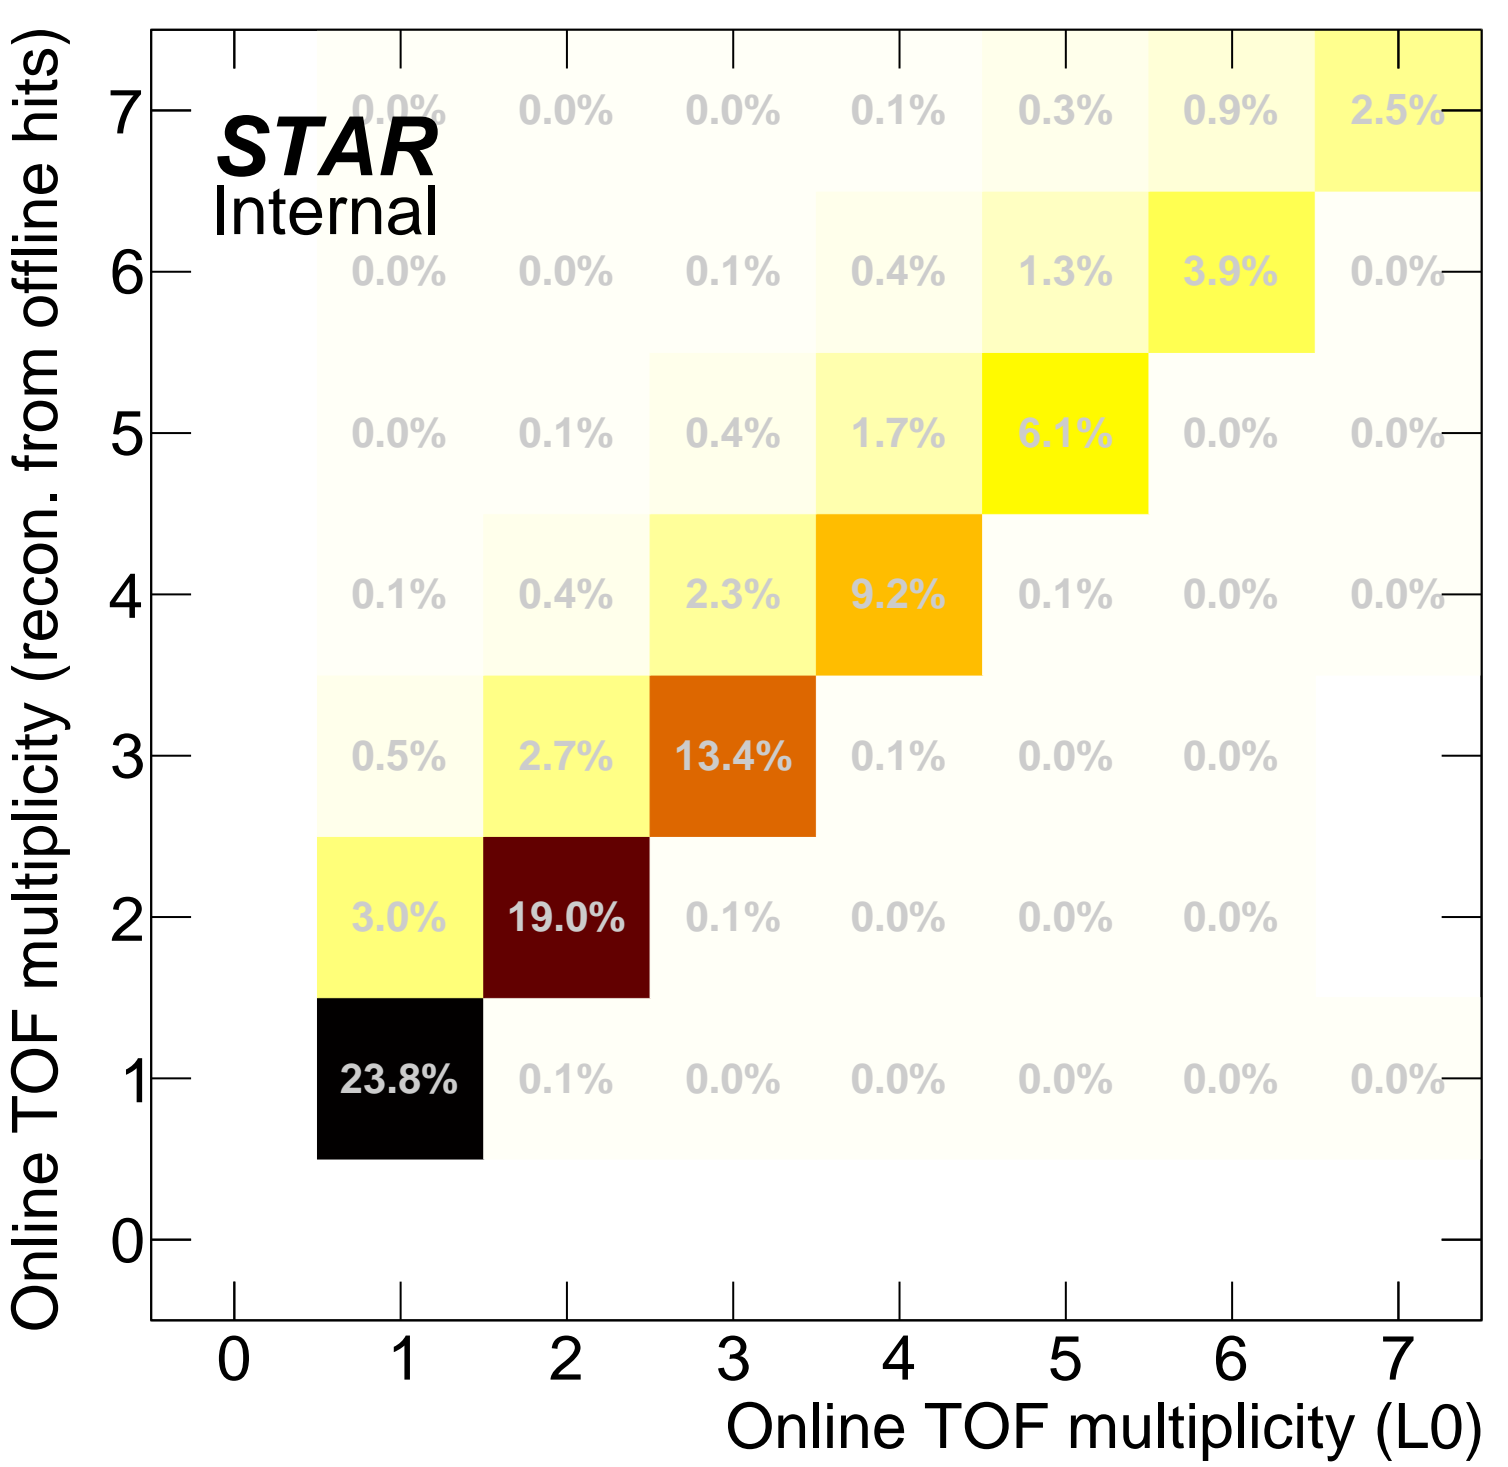 Online TOF multiplicity (recon. from offline hits)
7 0.0% 0.0% 0.0% 0.1% 0.3% 0.9% 2.5%
STAR
Internal
6 0.0% 0.0% 0.1% 0.4% 1.3% 3.9% 0.0%
5 0.0% 0.1% 0.4% 1.7% 6.1% 0.0% 0.0%
4 0.1% 0.4% 2.3% 9.2% 0.1% 0.0% 0.0%
3 0.5% 2.7% 13.4% 0.1% 0.0% 0.0%
2 3.0% 19.0% 0.1% 0.0% 0.0% 0.0%
1 23.8% 0.1% 0.0% 0.0% 0.0% 0.0% 0.0%
0
0 1 2 3 4 5 6 7
Online TOF multiplicity (L0)